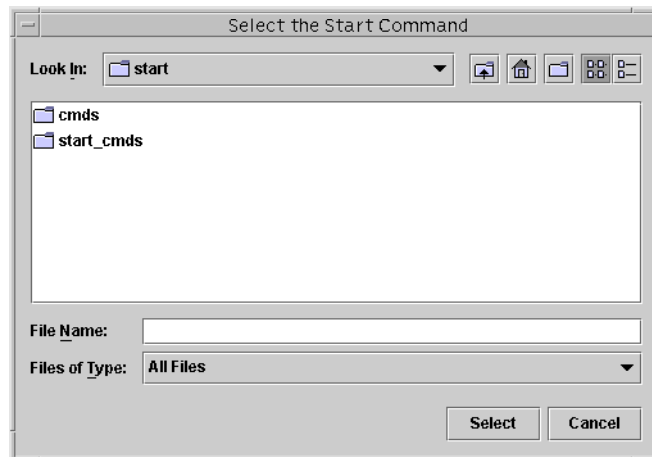 Select the Start Command
Look In: start
cmds
start_cmds
File Name:
Files of Type: All Files
Select Cancel